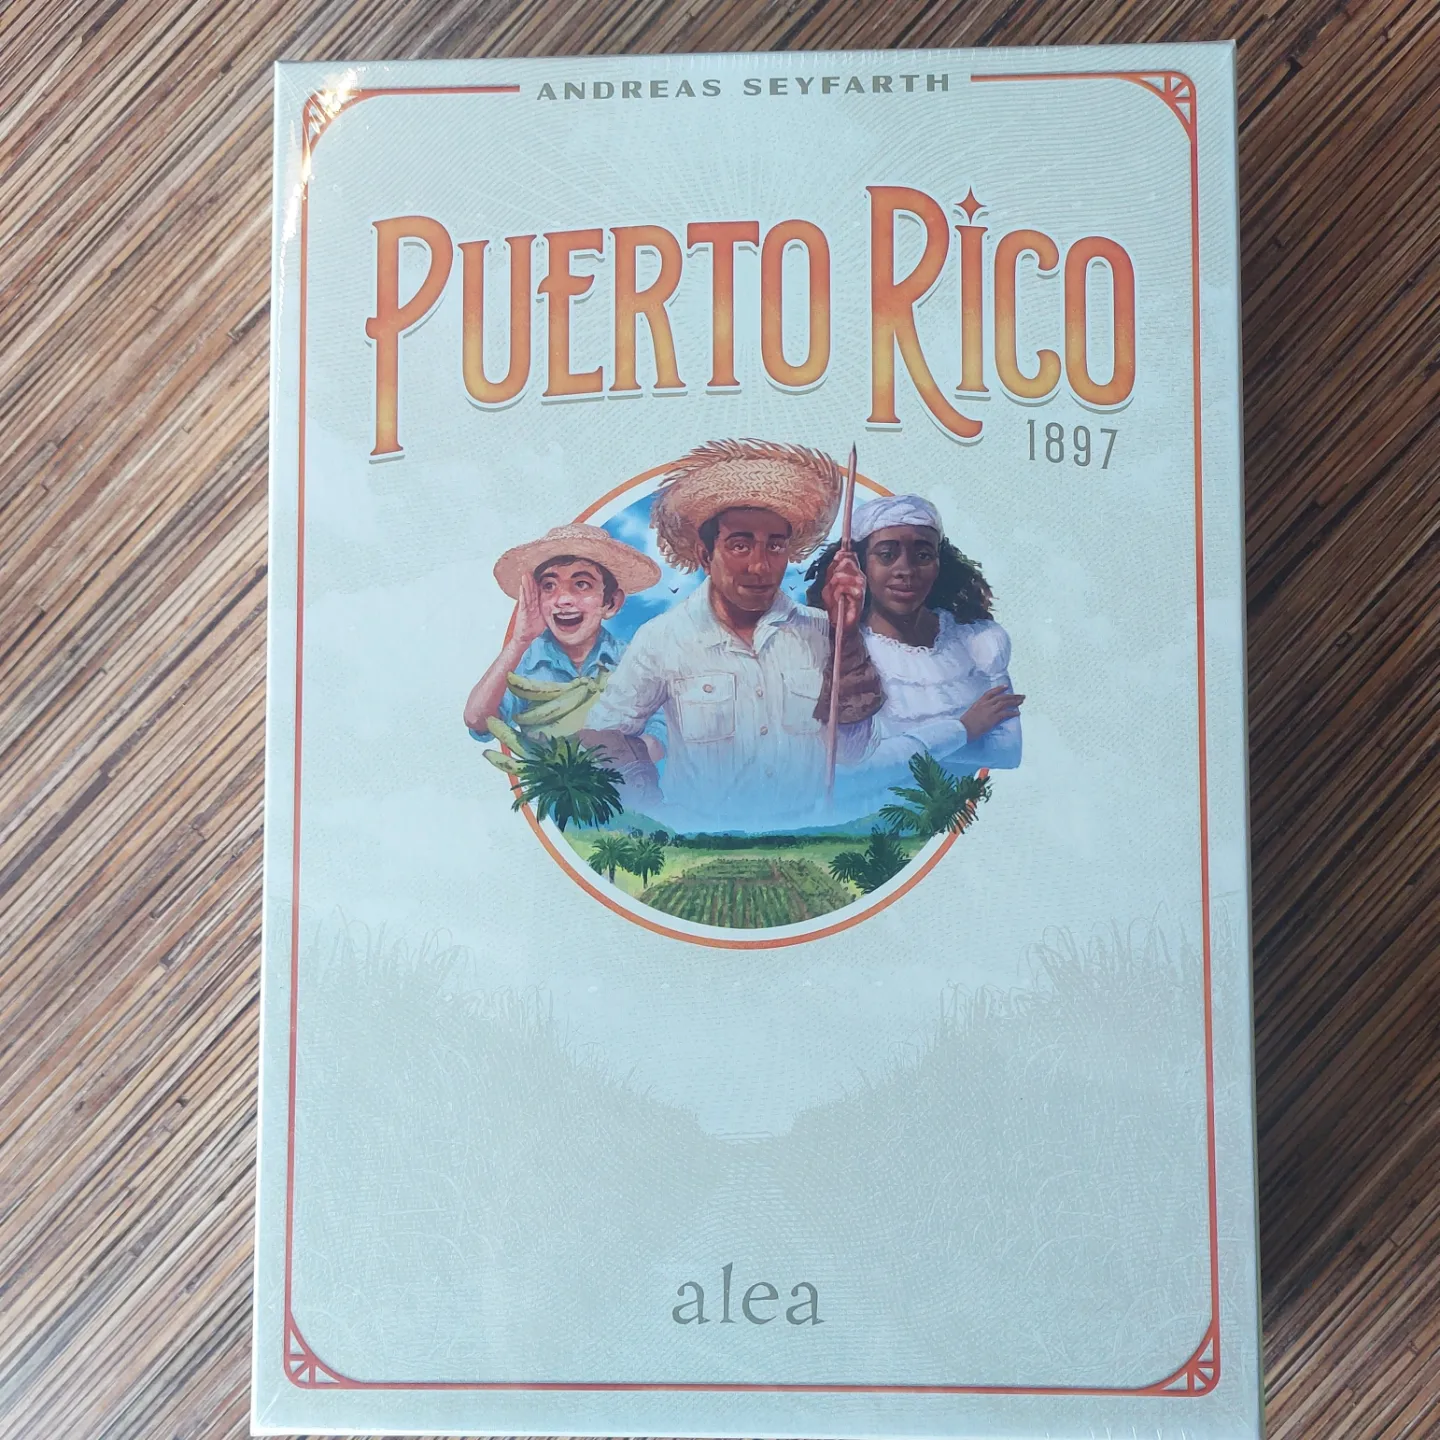 ANDREAS SEYFARTH
PUERTO RICO
1897
alea